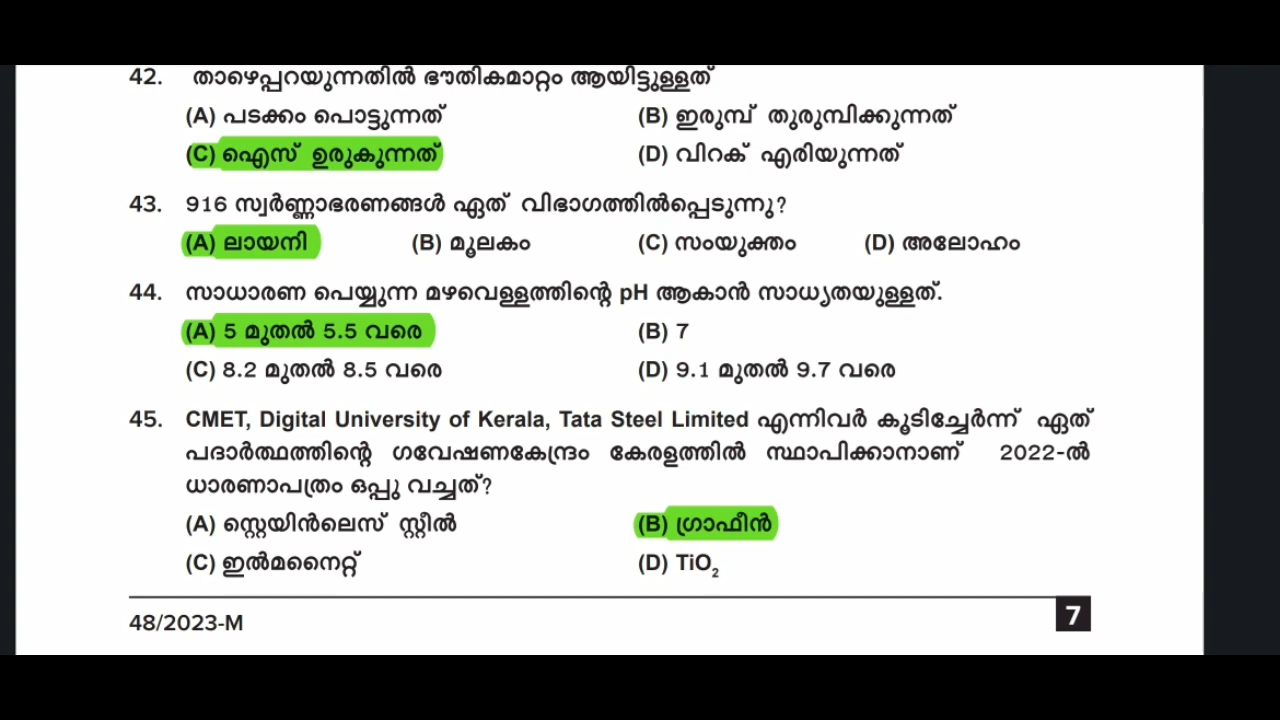 42. താഴെപ്പറയുന്നതിൽ ഭൗതികമാറ്റം ആയിട്ടുള്ളത്
(A) പടക്കം പൊട്ടുന്നത് (B) ഇരുമ്പ് തുരുമ്പിക്കുന്നത്
(C) ഐസ് ഉരുകുന്നത് (D) വിറക് എരിയുന്നത്
43. 916 സ്വർണ്ണാഭരണങ്ങൾ ഏത് വിഭാഗത്തിൽപ്പെടുന്നു?
(A) ലായനി (B) മൂലകം (C) സംയുക്തം (D) അലോഹം
44. സാധാരണ പെയ്യുന്ന മഴവെള്ളത്തിന്റെ pH ആകാൻ സാധ്യതയുള്ളത്.
(A) 5 മുതൽ 5.5 വരെ (B) 7
(C) 8.2 മുതൽ 8.5 വരെ (D) 9.1 മുതൽ 9.7 വരെ
45. CMET, Digital University of Kerala, Tata Steel Limited എന്നിവർ കൂടിച്ചേർന്ന് ഏത്
പദാർത്ഥത്തിന്റെ ഗവേഷണകേന്ദ്രം കേരളത്തിൽ സ്ഥാപിക്കാനാണ് 2022-ൽ
ധാരണാപത്രം ഒപ്പു വച്ചത്?
(A) സ്റ്റെയിൻലെസ് സ്റ്റീൽ (B) ഗ്രാഫീൻ
(C) ഇൽമനൈറ്റ് (D) TiO₂
48/2023-M 7